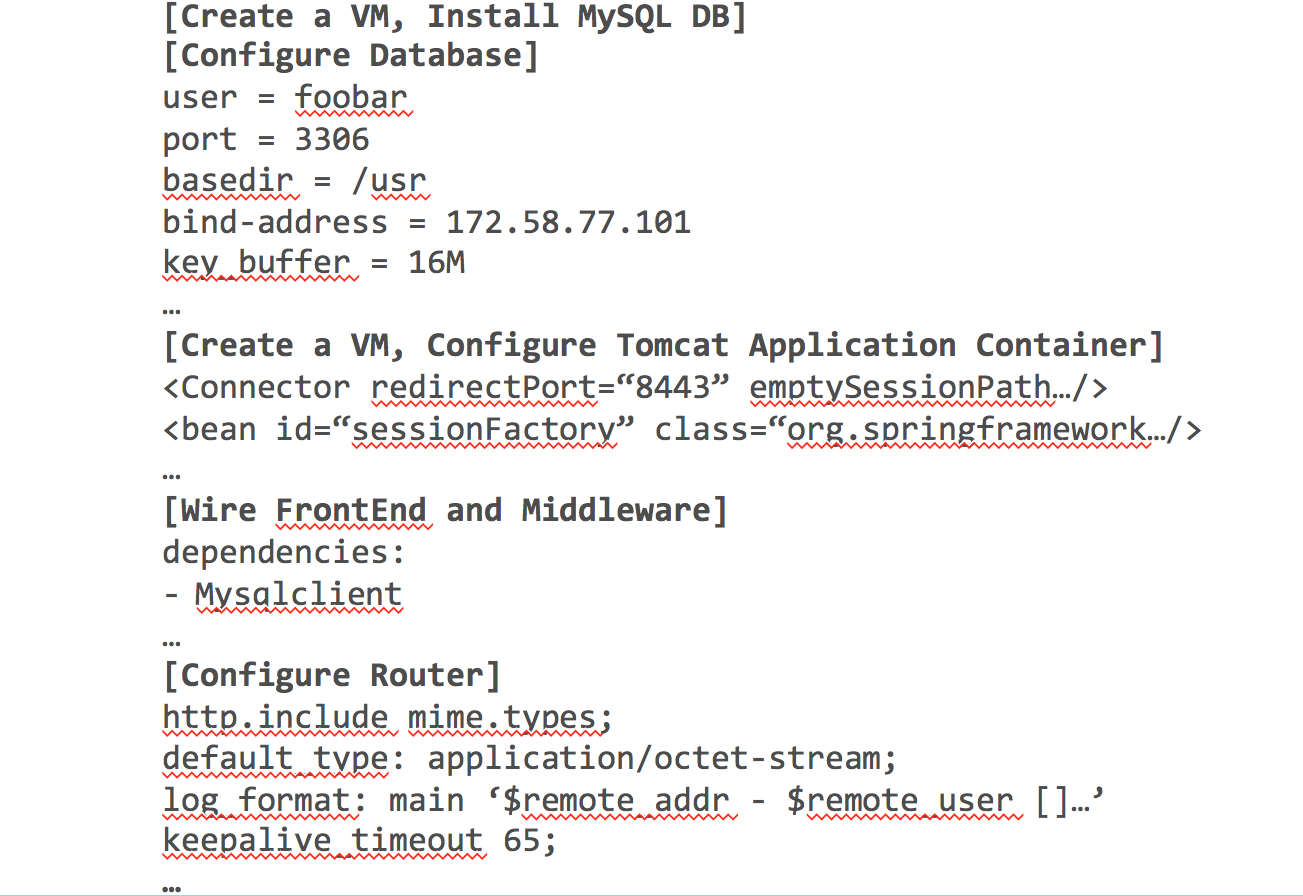 [Create a VM, Install MySQL DB]
[Configure Database]
user = foobar
port = 3306
basedir = /usr
bind-address = 172.58.77.101
key_buffer = 16M
…
[Create a VM, Configure Tomcat Application Container]
<Connector redirectPort=“8443” emptySessionPath…/>
<bean id=“sessionFactory” class=“org.springframework…/>
…
[Wire FrontEnd and Middleware]
dependencies:
- Mysqlclient
…
[Configure Router]
http.include mime.types;
default_type: application/octet-stream;
log_format: main ‘$remote_addr - $remote_user []…’
keepalive_timeout 65;
…